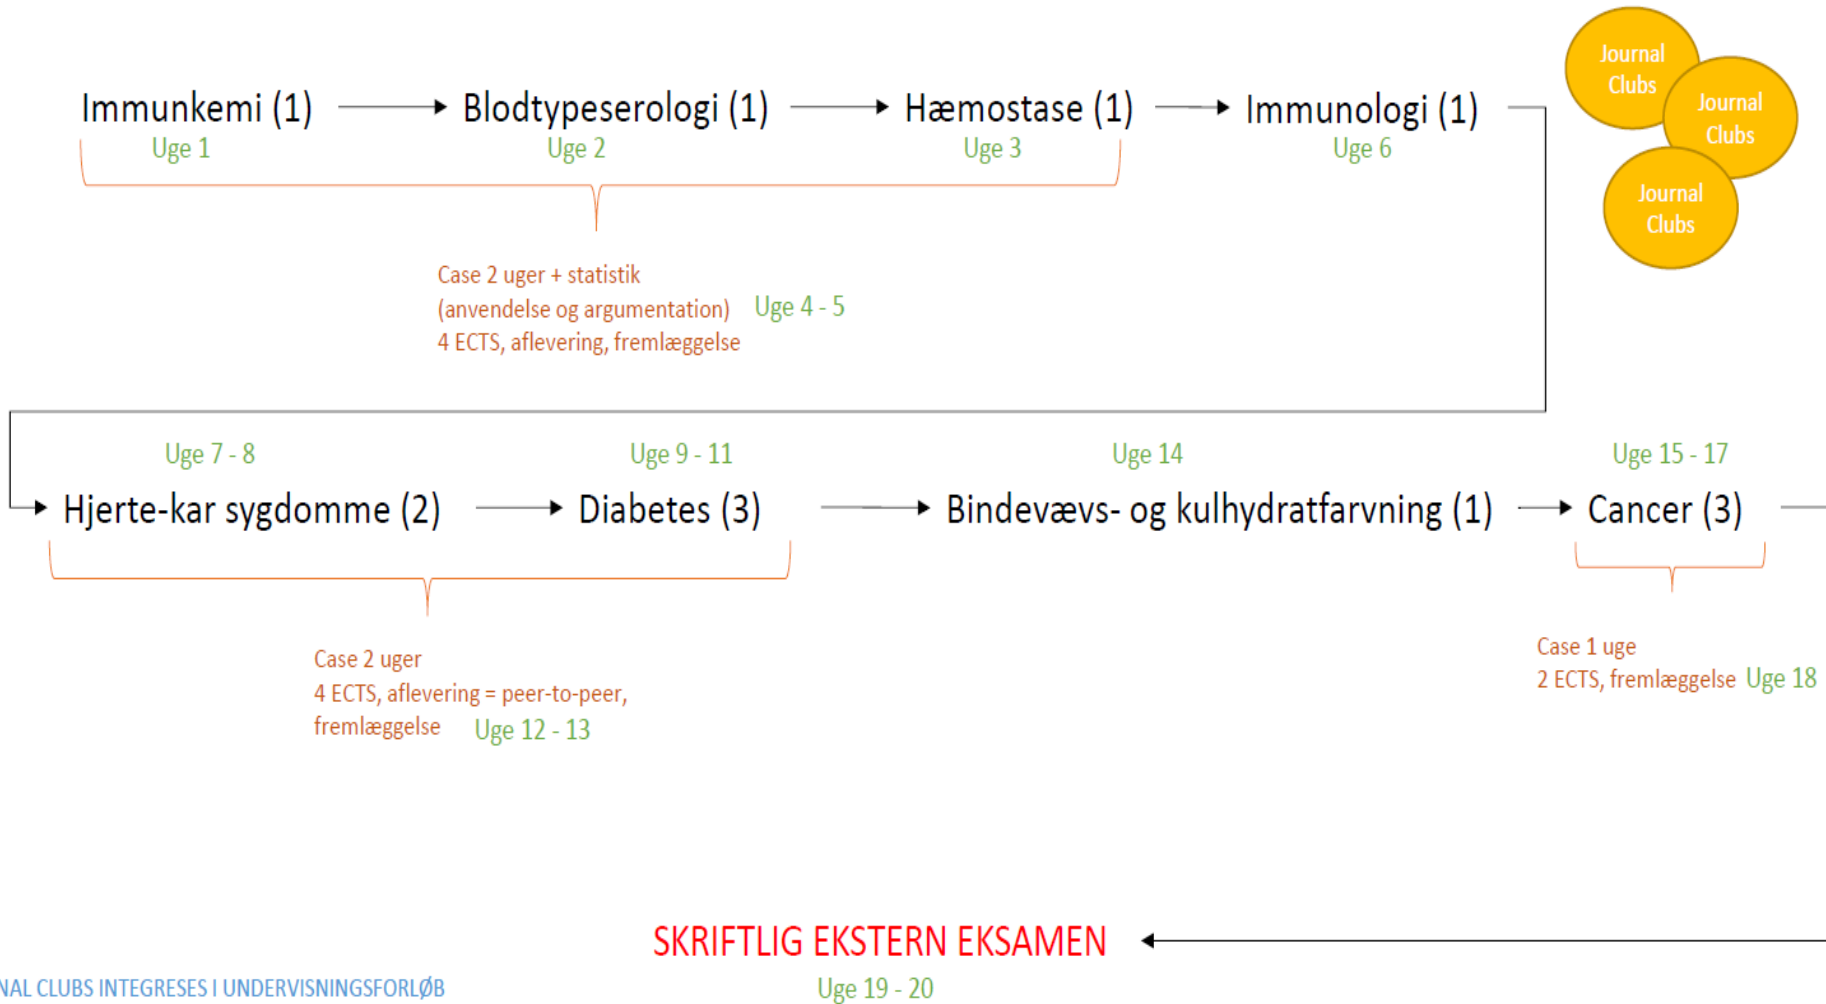 Journal
Clubs
Journal
Clubs
Journal
Clubs
Immunkemi (1)
Blodtypeserologi (1)
Hæmostase (1)
Immunologi (1)
Uge 1
Uge 2
Uge 3
Uge 6
Case 2 uger + statistik
(anvendelse og argumentation)
4 ECTS, aflevering, fremlæggelse
Uge 4 - 5
Uge 7 - 8
Uge 9 - 11
Uge 14
Uge 15 - 17
Hjerte-kar sygdomme (2)
Diabetes (3)
Bindevævs- og kulhydratfarvning (1)
Cancer (3)
Case 2 uger
4 ECTS, aflevering = peer-to-peer,
fremlæggelse
Uge 12 - 13
Case 1 uge
2 ECTS, fremlæggelse
Uge 18
SKRIFTLIG EKSTERN EKSAMEN
Uge 19 - 20
NAL CLUBS INTEGRESES I UNDERVISNINGSFORLØB